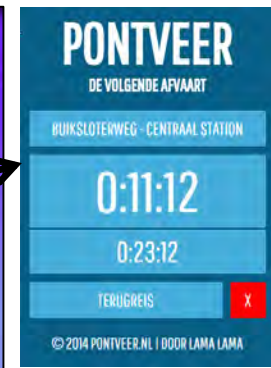 PONTVEER
DE VOLGENDE AFVAART
BUIKSLOTERWEG - CENTRAAL STATION
0:11:12
0:23:12
TERUGREIS X
© 2014 PONTVEER.NL | DOOR LAMA LAMA